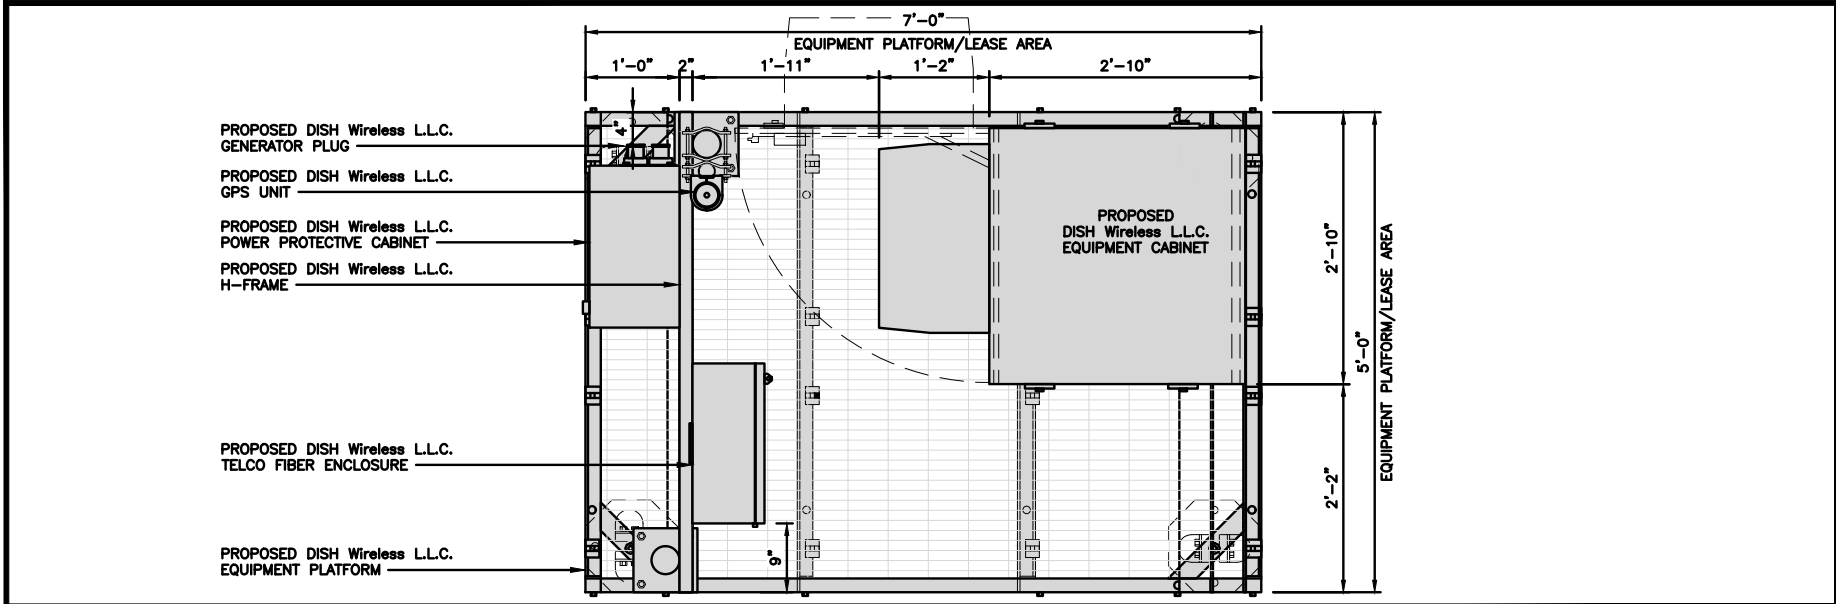 7'-0"
EQUIPMENT PLATFORM/LEASE AREA
1'-0" 2" 1'-11" 1'-2" 2'-10"
4"
PROPOSED DISH Wireless L.L.C.
GENERATOR PLUG
PROPOSED DISH Wireless L.L.C.
GPS UNIT
PROPOSED DISH Wireless L.L.C.
POWER PROTECTIVE CABINET
PROPOSED DISH Wireless L.L.C.
H-FRAME
PROPOSED
DISH Wireless L.L.C.
EQUIPMENT CABINET
2'-10"
5'-0"
EQUIPMENT PLATFORM/LEASE AREA
PROPOSED DISH Wireless L.L.C.
TELCO FIBER ENCLOSURE
2'-2"
9"
PROPOSED DISH Wireless L.L.C.
EQUIPMENT PLATFORM